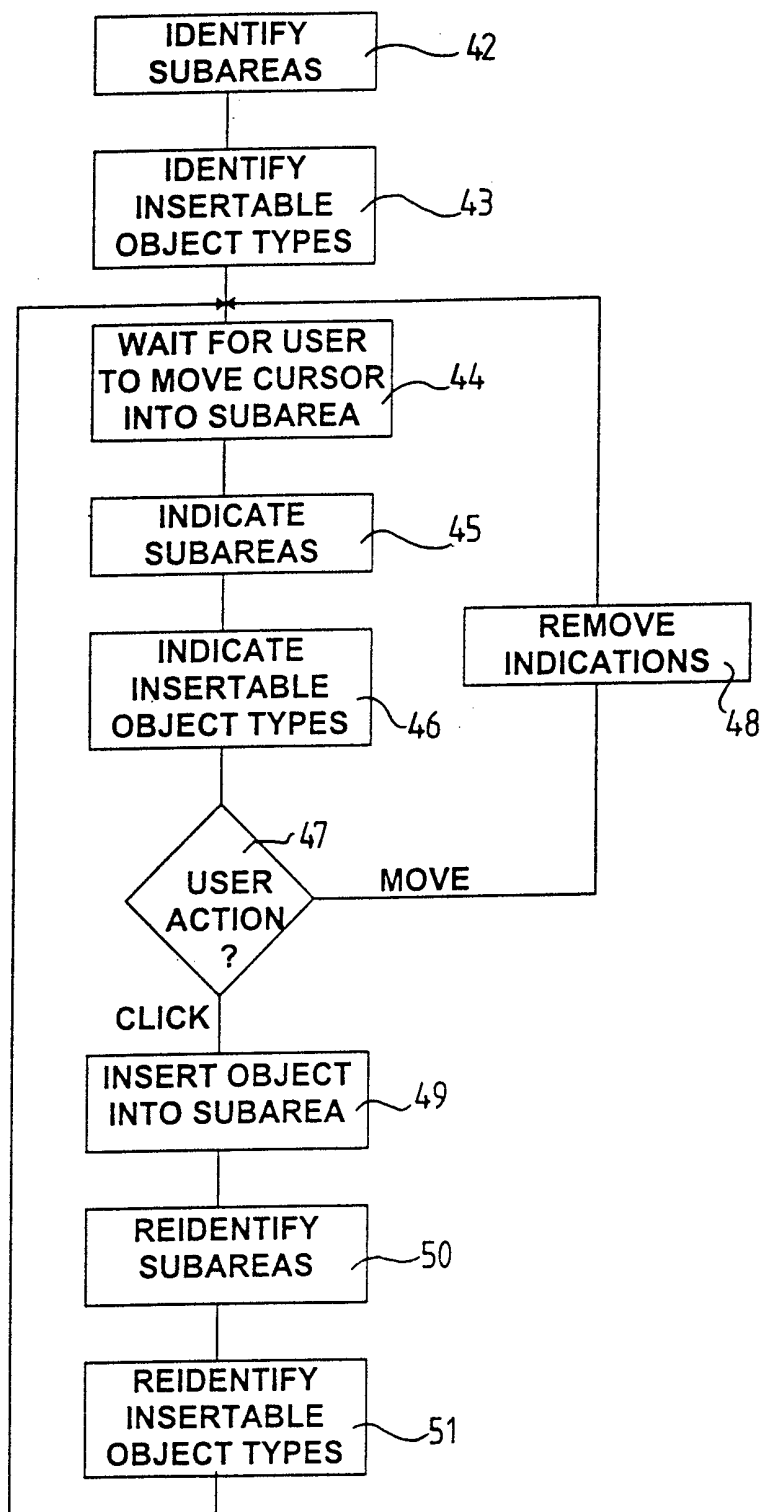 IDENTIFY
SUBAREAS
42
IDENTIFY
INSERTABLE
OBJECT TYPES
43
WAIT FOR USER
TO MOVE CURSOR
INTO SUBAREA
44
INDICATE
SUBAREAS
45
INDICATE
INSERTABLE
OBJECT TYPES
46
REMOVE
INDICATIONS
48
47
USER
ACTION
?
MOVE
CLICK
INSERT OBJECT
INTO SUBAREA
49
REIDENTIFY
SUBAREAS
50
REIDENTIFY
INSERTABLE
OBJECT TYPES
51